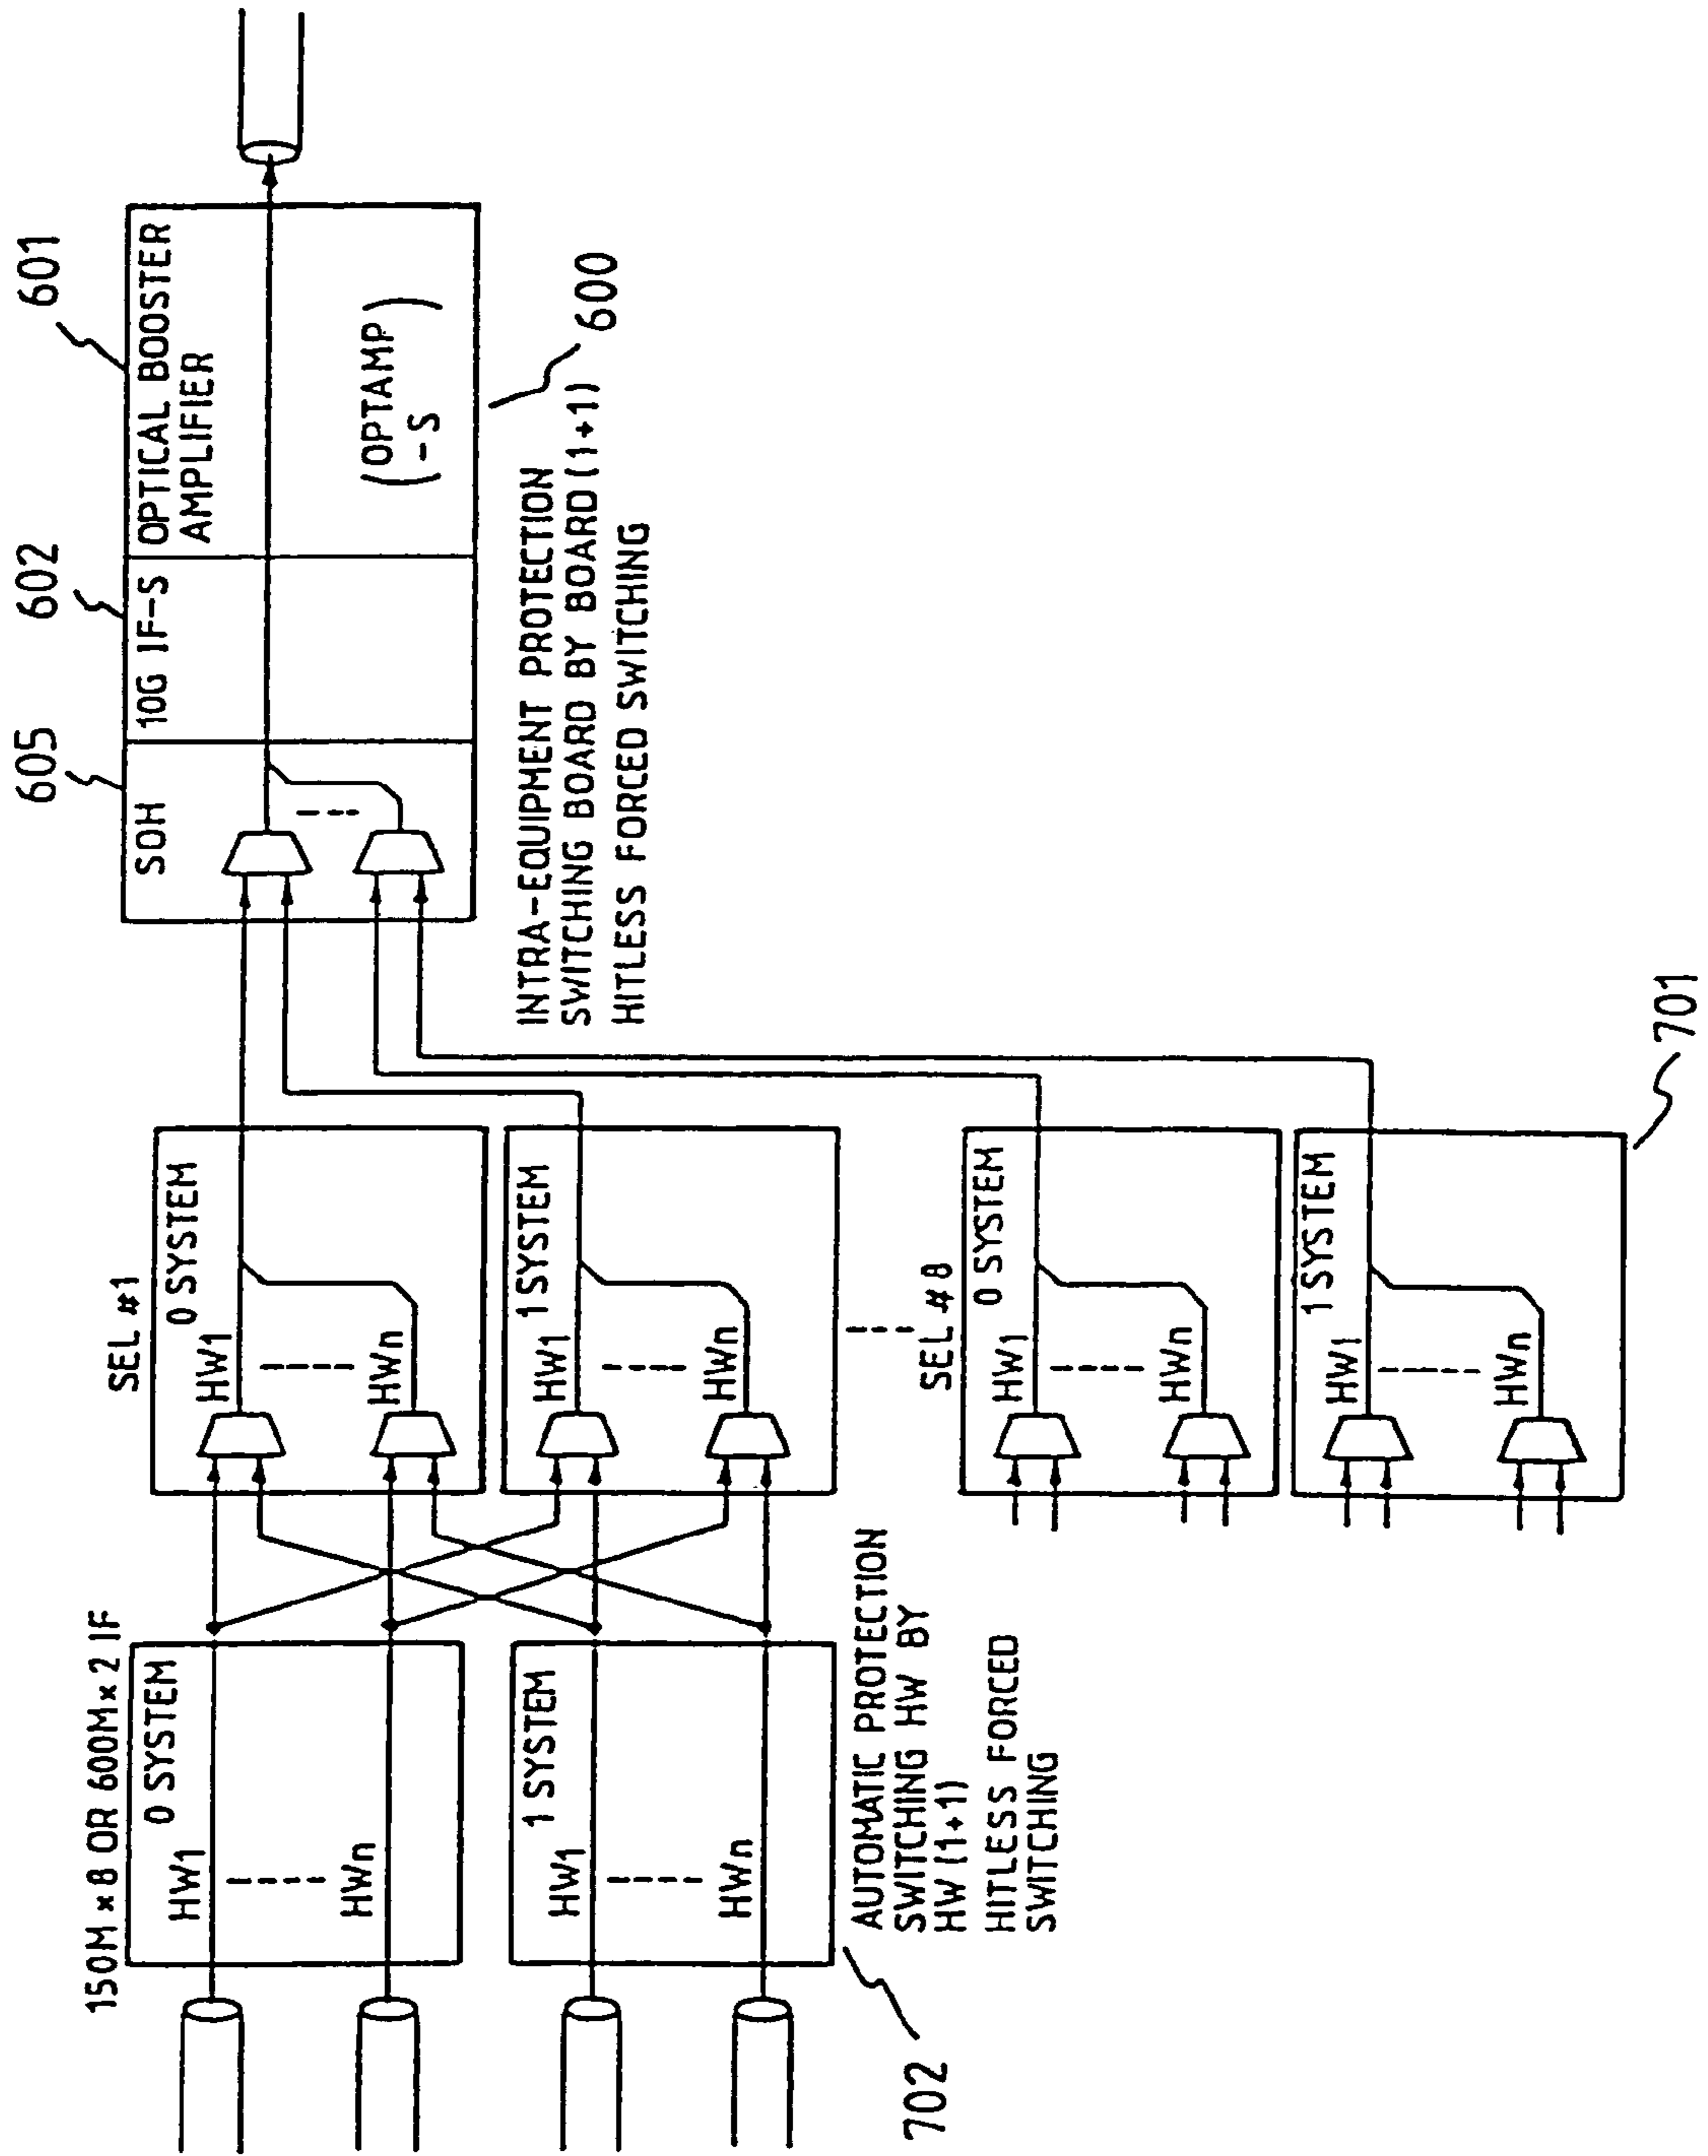 150M × 8 OR 600M × 2 IF
0 SYSTEM
HW1
HWn
1 SYSTEM
HW1
HWn
702
AUTOMATIC PROTECTION
SWITCHING HW BY
HW (1+1)
HITLESS FORCED
SWITCHING
SEL #1
0 SYSTEM
HW1
HWn
1 SYSTEM
HW1
HWn
SEL #8
0 SYSTEM
HW1
HWn
1 SYSTEM
HW1
HWn
701
605
602
601
SOH
10G IF-S
OPTICAL BOOSTER
AMPLIFIER
(OPTAMP)
(-S )
600
INTRA-EQUIPMENT PROTECTION
SWITCHING BOARD BY BOARD (1+1)
HITLESS FORCED SWITCHING